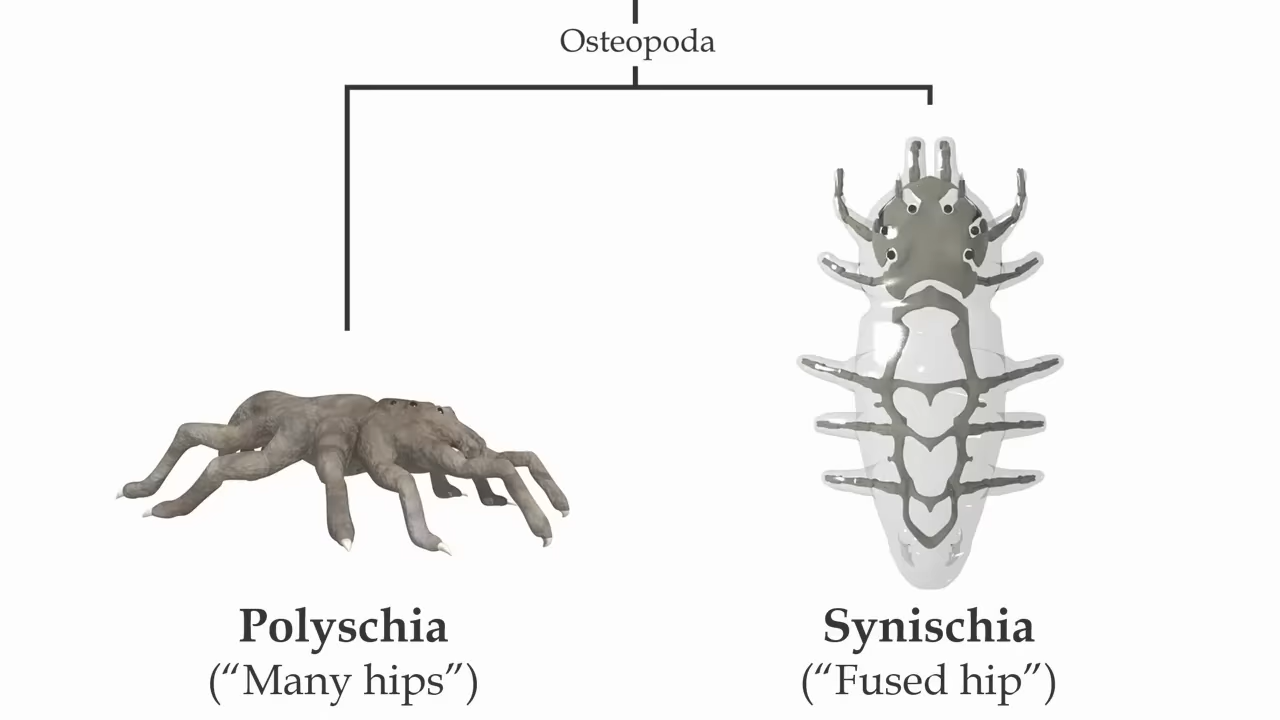 Osteopoda
Polyschia
(“Many hips”)
Synischia
(“Fused hip”)